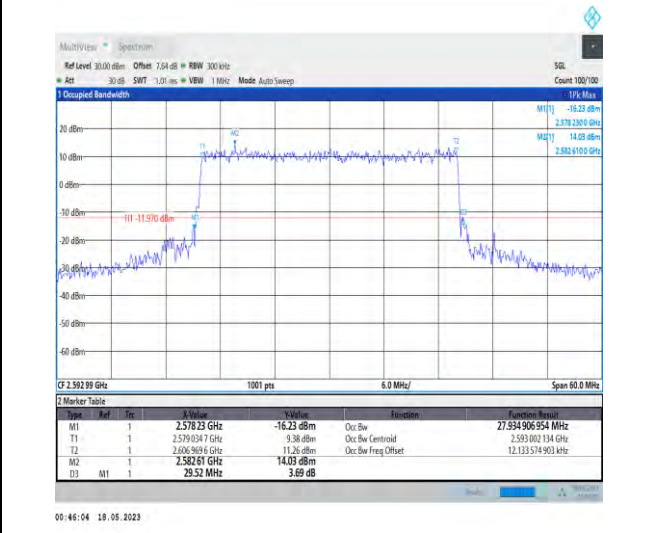 MultiView Spectrum
Ref Level 30.00 dBm Offset 7.64 dB RBW 300 kHz SGL
Att 30 dB SWT 1.01 ms VBW 1 MHz Mode Auto Sweep Count 100/100
1 Occupied Bandwidth 1Pk Max
M1[1] -16.23 dBm
2.578 2300 GHz
M2[1] 14.03 dBm
2.582 6100 GHz
20 dBm
10 dBm
0 dBm
-10 dBm
H1 -11.970 dBm
-20 dBm
-30 dBm
-40 dBm
-50 dBm
-60 dBm
M2
T1
CF 2.592 99 GHz 1001 pts 6.0 MHz/ Span 60.0 MHz
2 Marker Table
Type Ref Trc X-Value Y-Value Function Function Result
M1 1 2.578 23 GHz -16.23 dBm Occ Bw 27.934 906 954 MHz
T1 1 2.579 034 7 GHz 9.38 dBm Occ Bw Centroid 2.593 002 134 GHz
T2 1 2.606 969 6 GHz 11.26 dBm Occ Bw Freq Offset 12.133 574 903 kHz
M2 1 2.582 61 GHz 14.03 dBm
D3 M1 1 29.52 MHz 3.69 dB
00:46:04 18.05.2023